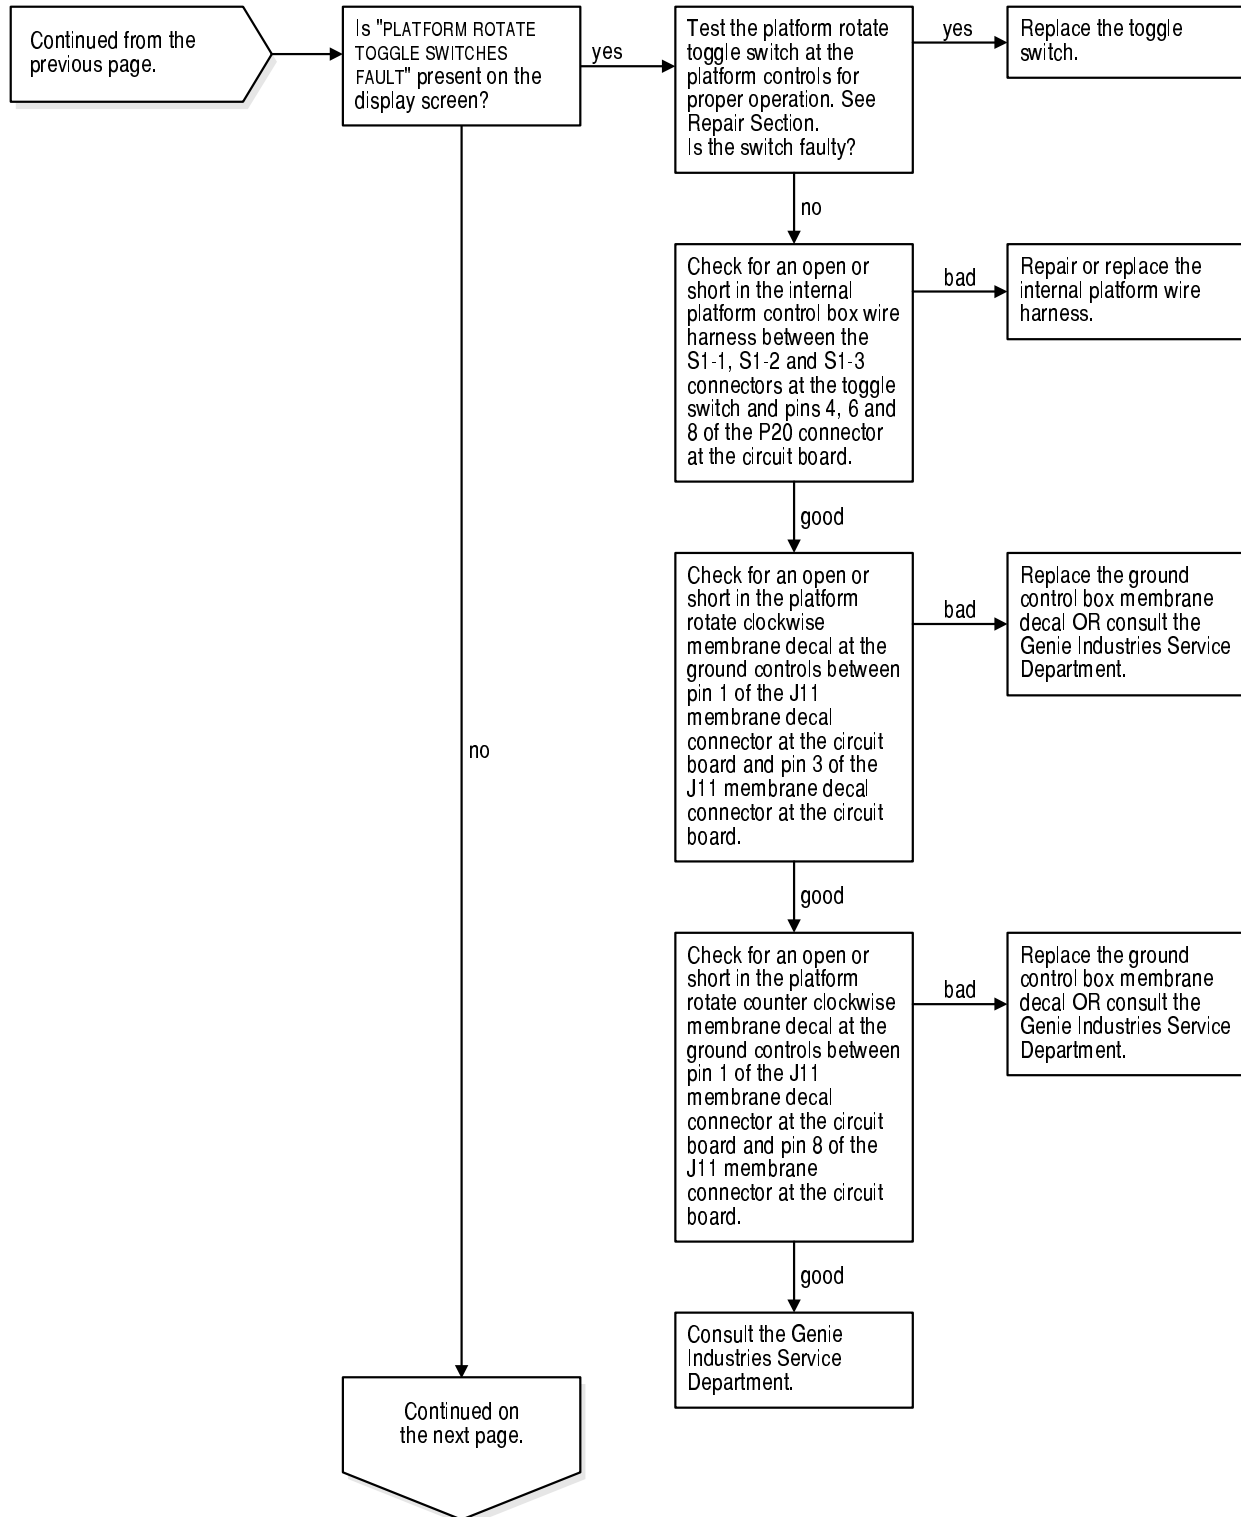 Continued from the
previous page.
Is "PLATFORM ROTATE
TOGGLE SWITCHES
FAULT" present on the
display screen?
yes
Test the platform rotate
toggle switch at the
platform controls for
proper operation. See
Repair Section.
Is the switch faulty?
yes
Replace the toggle
switch.
no
Check for an open or
short in the internal
platform control box wire
harness between the
S1-1, S1-2 and S1-3
connectors at the toggle
switch and pins 4, 6 and
8 of the P20 connector
at the circuit board.
bad
Repair or replace the
internal platform wire
harness.
good
Check for an open or
short in the platform
rotate clockwise
membrane decal at the
ground controls between
pin 1 of the J11
membrane decal
connector at the circuit
board and pin 3 of the
J11 membrane decal
connector at the circuit
board.
bad
Replace the ground
control box membrane
decal OR consult the
Genie Industries Service
Department.
no
good
Check for an open or
short in the platform
rotate counter clockwise
membrane decal at the
ground controls between
pin 1 of the J11
membrane decal
connector at the circuit
board and pin 8 of the
J11 membrane
connector at the circuit
board.
bad
Replace the ground
control box membrane
decal OR consult the
Genie Industries Service
Department.
good
Consult the Genie
Industries Service
Department.
Continued on
the next page.